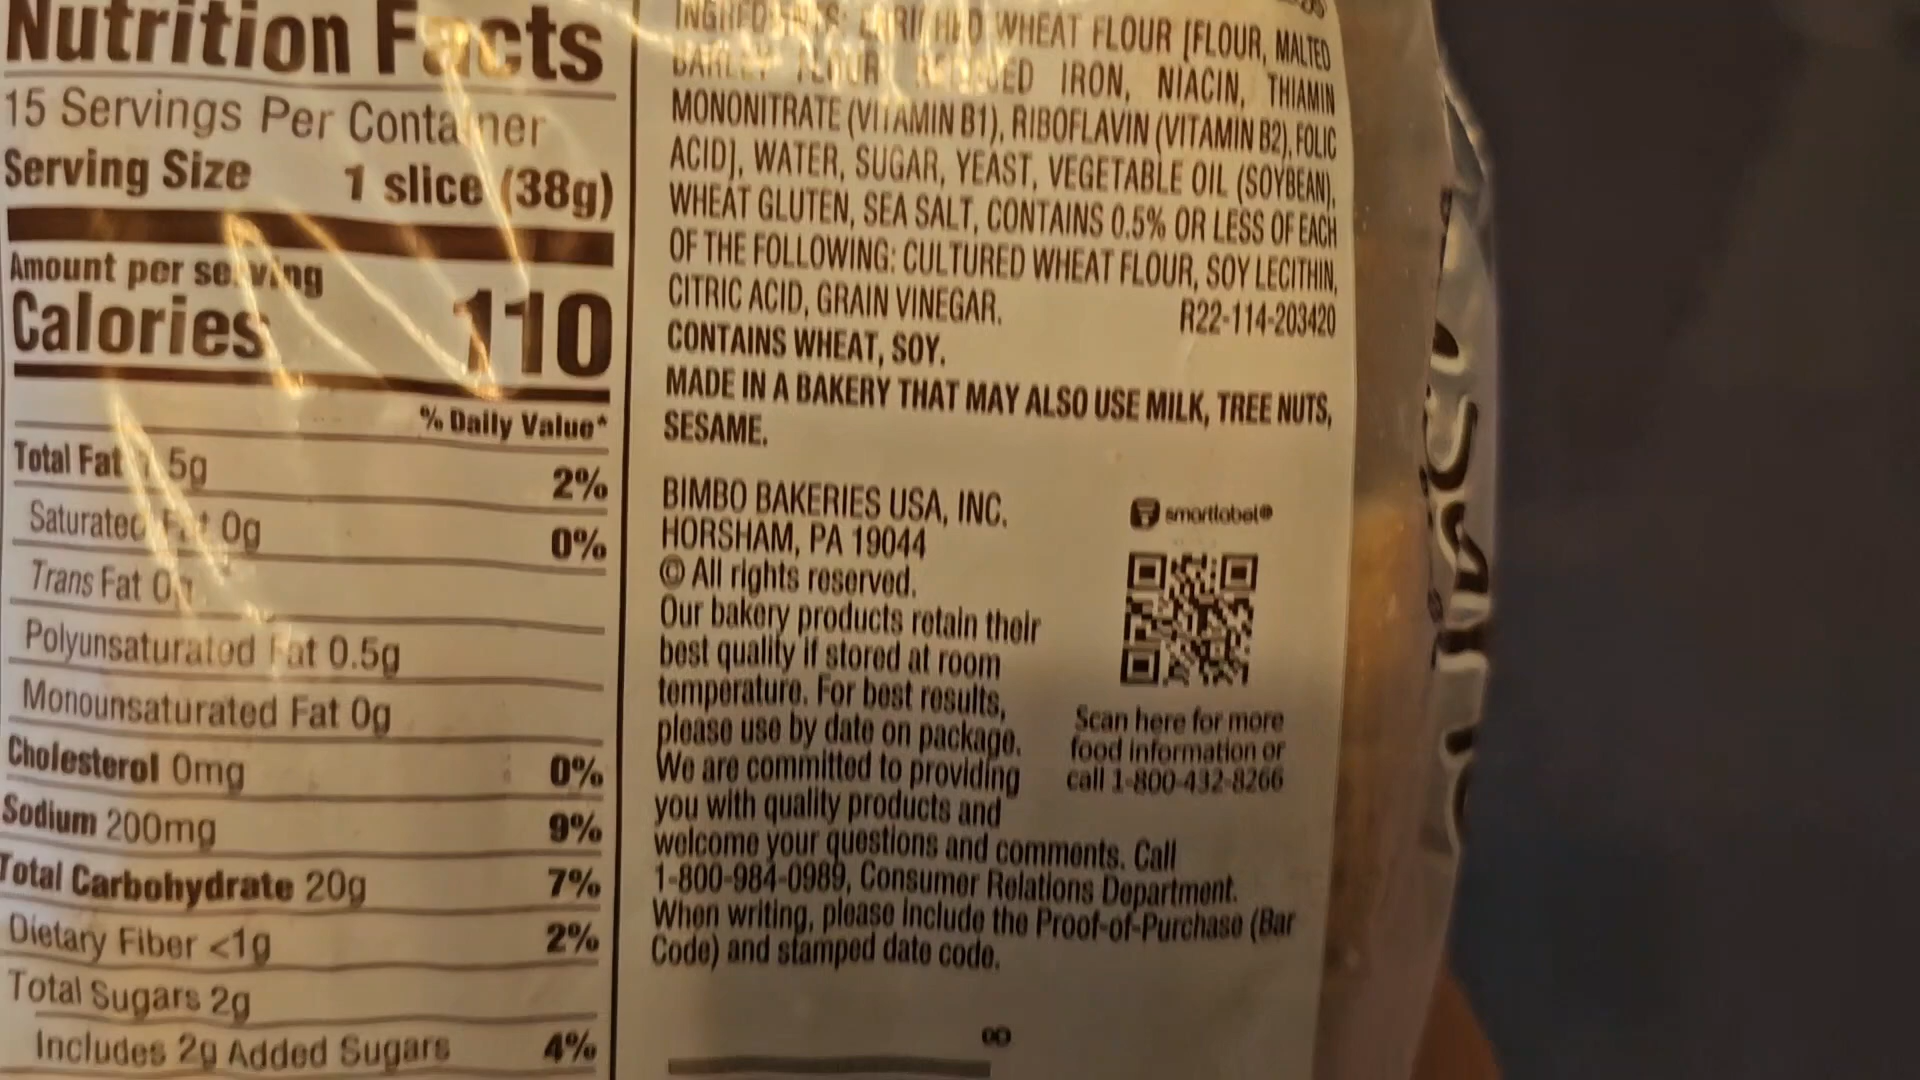 Nutrition Facts
15 Servings Per Container
Serving Size 1 slice (38g)
Amount per serving
Calories 110
% Daily Value*
Total Fat 5g 2%
Saturated Fat 0g 0%
Trans Fat 0g
Polyunsaturated Fat 0.5g
Monounsaturated Fat 0g
Cholesterol 0mg 0%
Sodium 200mg 9%
Total Carbohydrate 20g 7%
Dietary Fiber <1g 2%
Total Sugars 2g
Includes 2g Added Sugars 4%
INGREDIENTS: ENRICHED WHEAT FLOUR [FLOUR, MALTED
BARLEY FLOUR, REDUCED IRON, NIACIN, THIAMIN
MONONITRATE (VITAMIN B1), RIBOFLAVIN (VITAMIN B2), FOLIC
ACID], WATER, SUGAR, YEAST, VEGETABLE OIL (SOYBEAN),
WHEAT GLUTEN, SEA SALT, CONTAINS 0.5% OR LESS OF EACH
OF THE FOLLOWING: CULTURED WHEAT FLOUR, SOY LECITHIN,
CITRIC ACID, GRAIN VINEGAR. R22-114-203420
CONTAINS WHEAT, SOY.
MADE IN A BAKERY THAT MAY ALSO USE MILK, TREE NUTS,
SESAME.
BIMBO BAKERIES USA, INC.
HORSHAM, PA 19044
© All rights reserved.
Our bakery products retain their
best quality if stored at room
temperature. For best results,
please use by date on package.
We are committed to providing
you with quality products and
welcome your questions and comments. Call
1-800-984-0989, Consumer Relations Department.
When writing, please include the Proof-of-Purchase (Bar
Code) and stamped date code.
smartlabel®
Scan here for more
food information or
call 1-800-432-8266